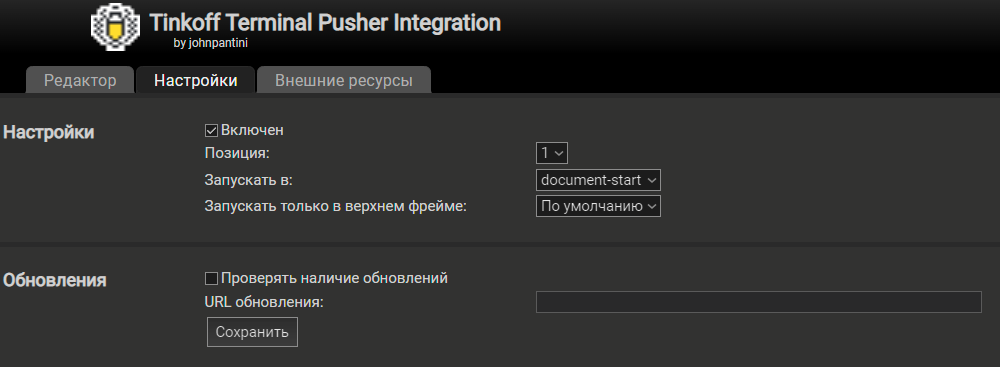 Tinkoff Terminal Pusher Integration
by johnpantini
Редактор Настройки Внешние ресурсы
Настройки
Включен
Позиция: 1
Запускать в: document-start
Запускать только в верхнем фрейме: По умолчанию
Обновления
Проверять наличие обновлений
URL обновления:
Сохранить